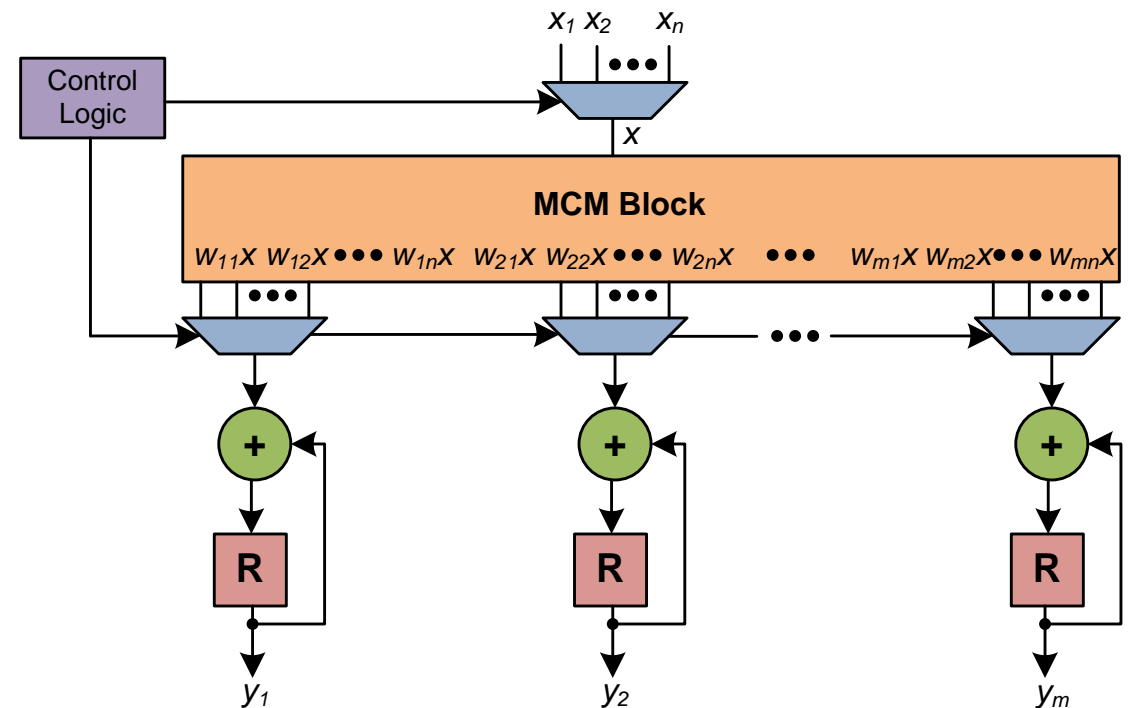 x₁ x₂ ••• xₙ
Control
Logic
x
MCM Block
w₁₁x w₁₂x ••• w₁ₙx w₂₁x w₂₂x ••• w₂ₙx ••• wₘ₁x wₘ₂x ••• wₘₙx
••• ••• •••
•••
+ + +
R R R
y₁ y₂ yₘ